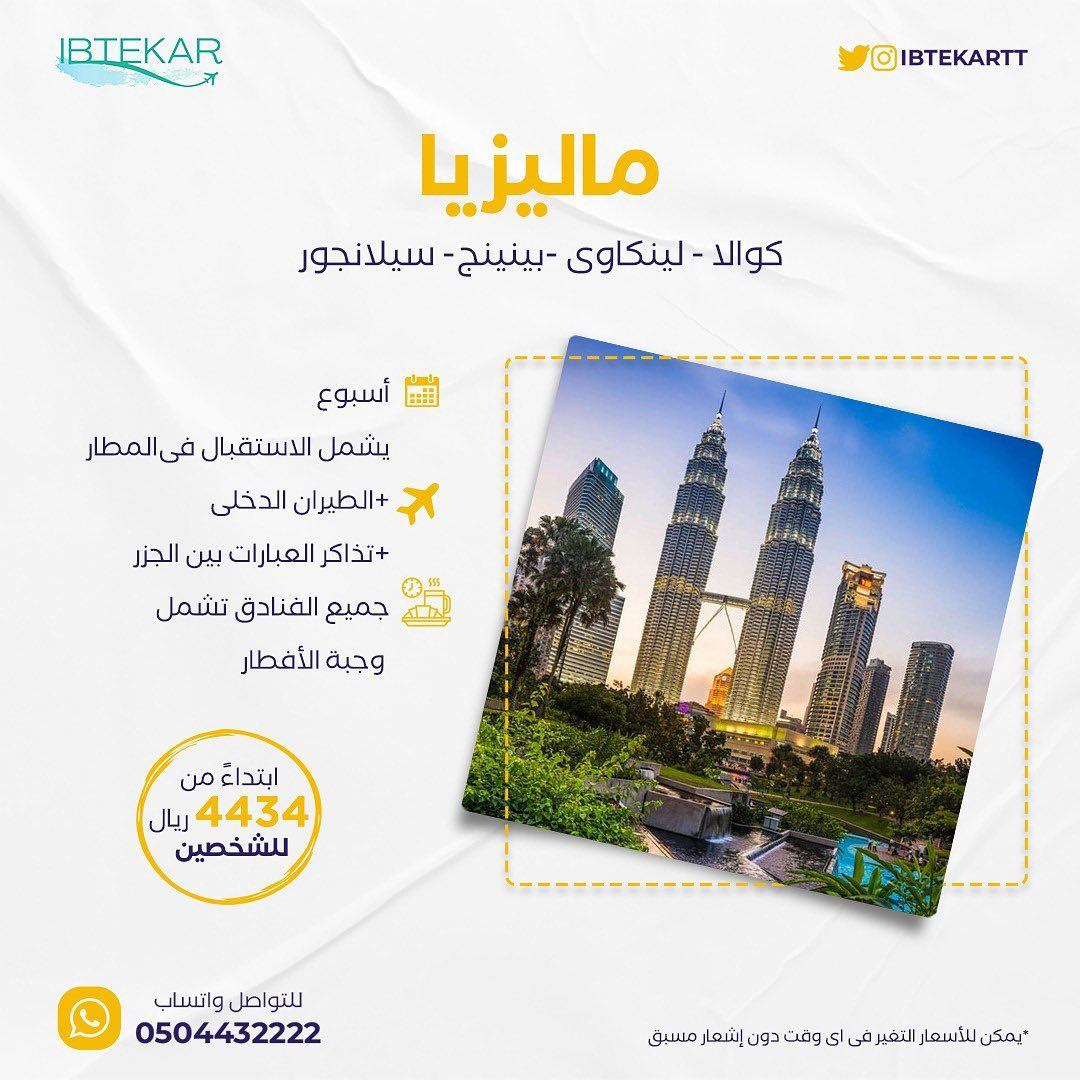 IBTEKAR
IBTEKARTT
ماليزيا
كوالا - لينكاوى -بينينج- سيلانجور
أسبوع
يشمل الاستقبال فى المطار
+الطيران الدخلى
+تذاكر العبارات بين الجزر
جميع الفنادق تشمل
وجبة الأفطار
ابتداءً من
4434 ريال
للشخصين
للتواصل واتساب
0504432222
*يمكن للأسعار التغير فى اى وقت دون إشعار مسبق